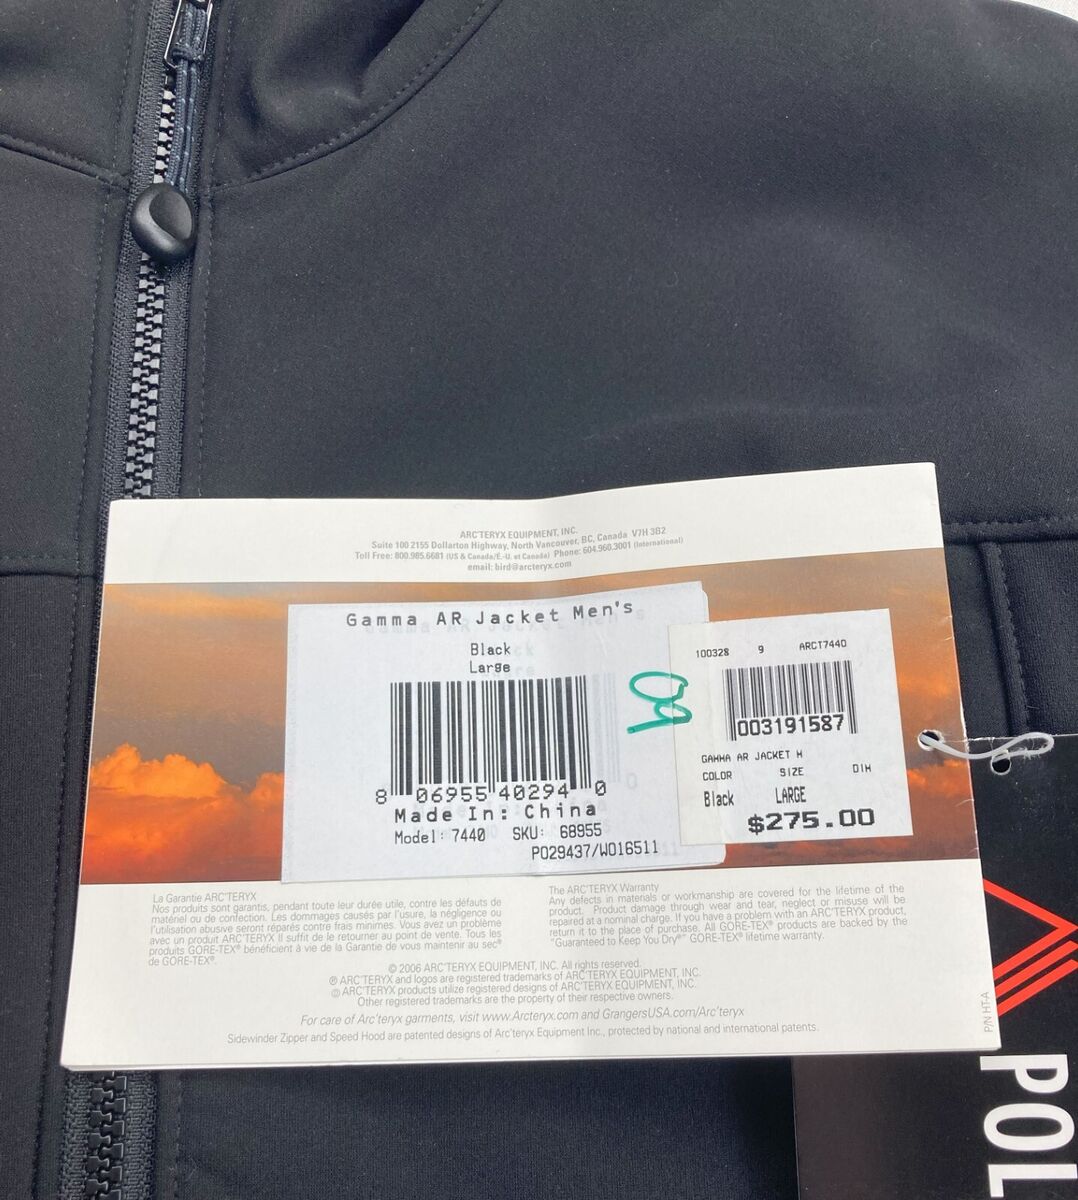 ARC'TERYX EQUIPMENT, INC.
Suite 100 2155 Dollarton Highway, North Vancouver, BC, Canada V7H 3B2
Toll Free: 800.985.6681 (US & Canada/É.-U. et Canada) Phone: 604.960.3001 (International)
email: bird@arcteryx.com
Gamma AR Jacket Men's
Black
Large
8 06955 40294 0
Made In: China
Model: 7440 SKU: 68955
PO29437/WO16511
100328 9 ARCT7440
003191587
GAMMA AR JACKET M
COLOR SIZE DIM
Black LARGE
$275.00
La Garantie ARC'TERYX
Nos produits sont garantis, pendant toute leur durée utile, contre les défauts de
matériel ou de confection. Les dommages causés par l'usure, la négligence ou
l'utilisation abusive seront réparés contre frais minimes. Vous avez un problème
avec un produit ARC'TERYX Il suffit de le retourner au point de vente. Tous les
produits GORE-TEX® bénéficient à vie de la Garantie de vous maintenir au sec®
de GORE-TEX®.
The ARC'TERYX Warranty
Any defects in materials or workmanship are covered for the lifetime of the
product. Product damage through wear and tear, neglect or misuse will be
repaired at a nominal charge. If you have a problem with an ARC'TERYX product,
return it to the place of purchase. All GORE-TEX® products are backed by the
"Guaranteed to Keep You Dry®" GORE-TEX® lifetime warranty.
© 2006 ARC'TERYX EQUIPMENT, INC. All rights reserved.
® ARC'TERYX and logos are registered trademarks of ARC'TERYX EQUIPMENT, INC.
ARC'TERYX products utilize registered designs of ARC'TERYX EQUIPMENT, INC.
Other registered trademarks are the property of their respective owners.
For care of Arc'teryx garments, visit www.Arcteryx.com and GrangersUSA.com/Arc'teryx
Sidewinder Zipper and Speed Hood are patented designs of Arc'teryx Equipment Inc., protected by national and international patents.
P/N HT-A
POL